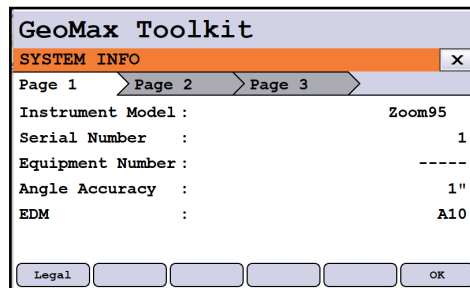 GeoMax Toolkit
SYSTEM INFO X
Page 1 Page 2 Page 3
Instrument Model : Zoom95
Serial Number : 1
Equipment Number : -----
Angle Accuracy : 1"
EDM : A10
Legal OK